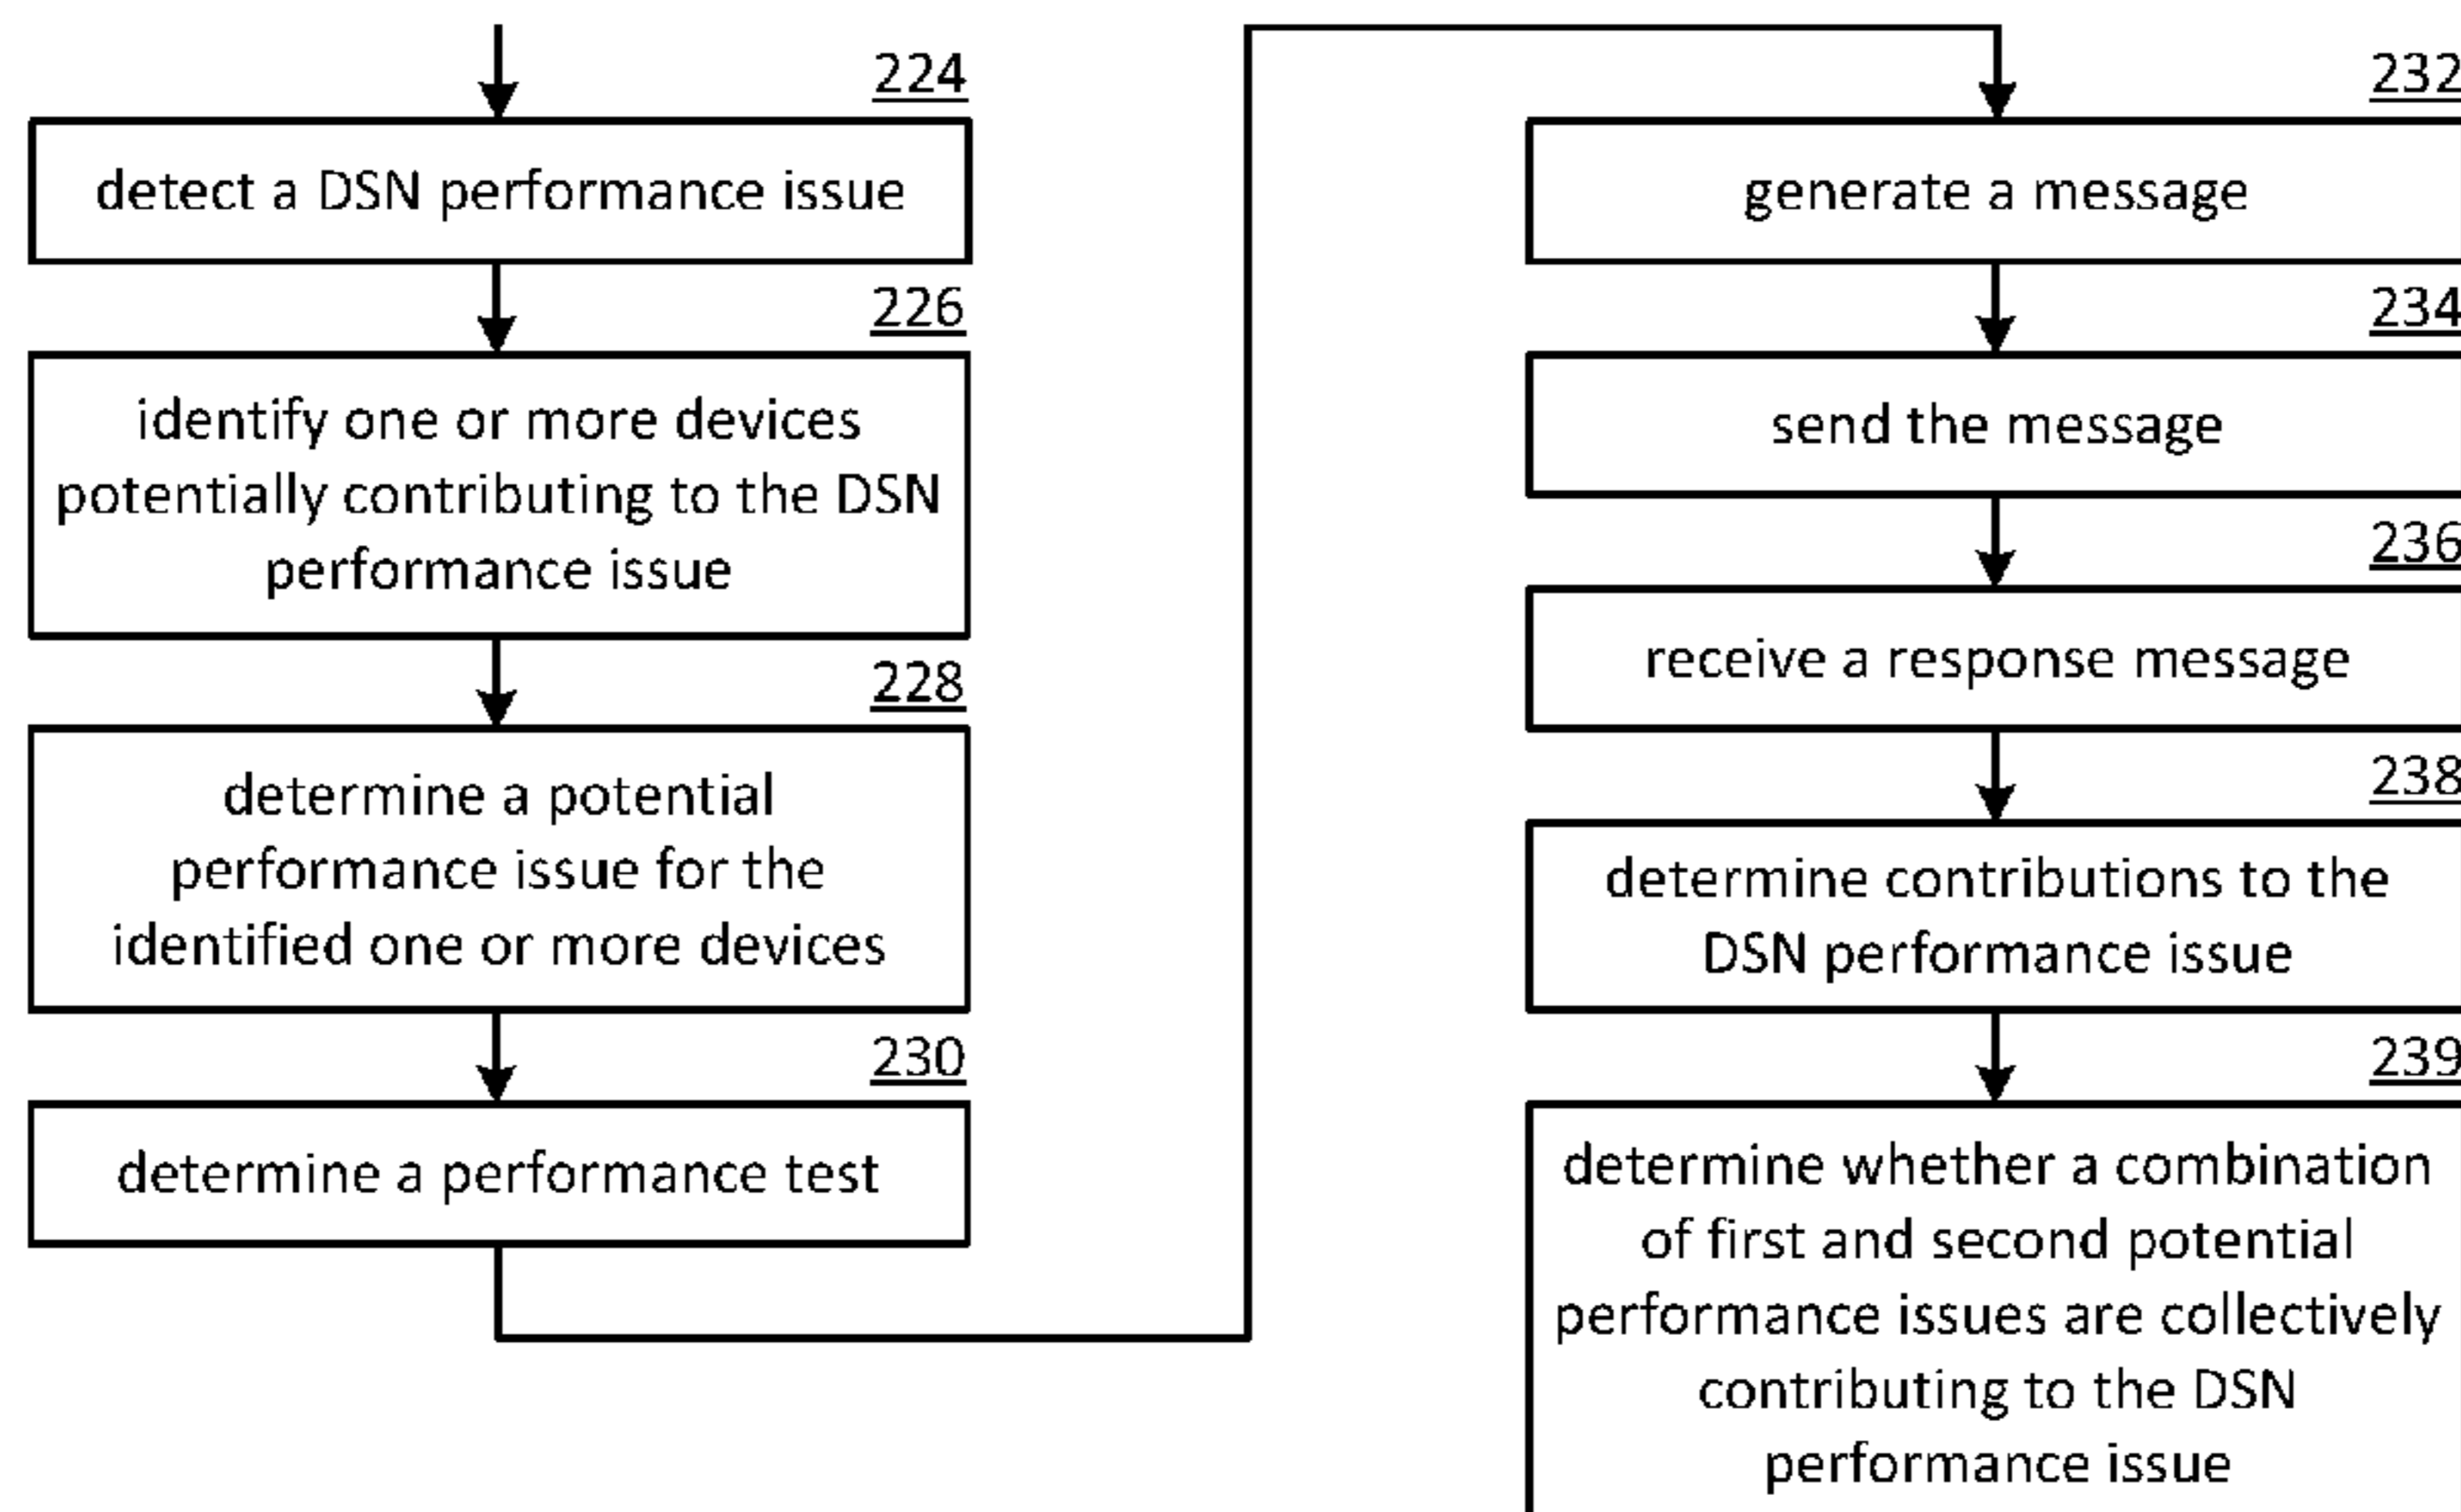 224
detect a DSN performance issue
226
identify one or more devices
potentially contributing to the DSN
performance issue
228
determine a potential
performance issue for the
identified one or more devices
230
determine a performance test
232
generate a message
234
send the message
236
receive a response message
238
determine contributions to the
DSN performance issue
239
determine whether a combination
of first and second potential
performance issues are collectively
contributing to the DSN
performance issue